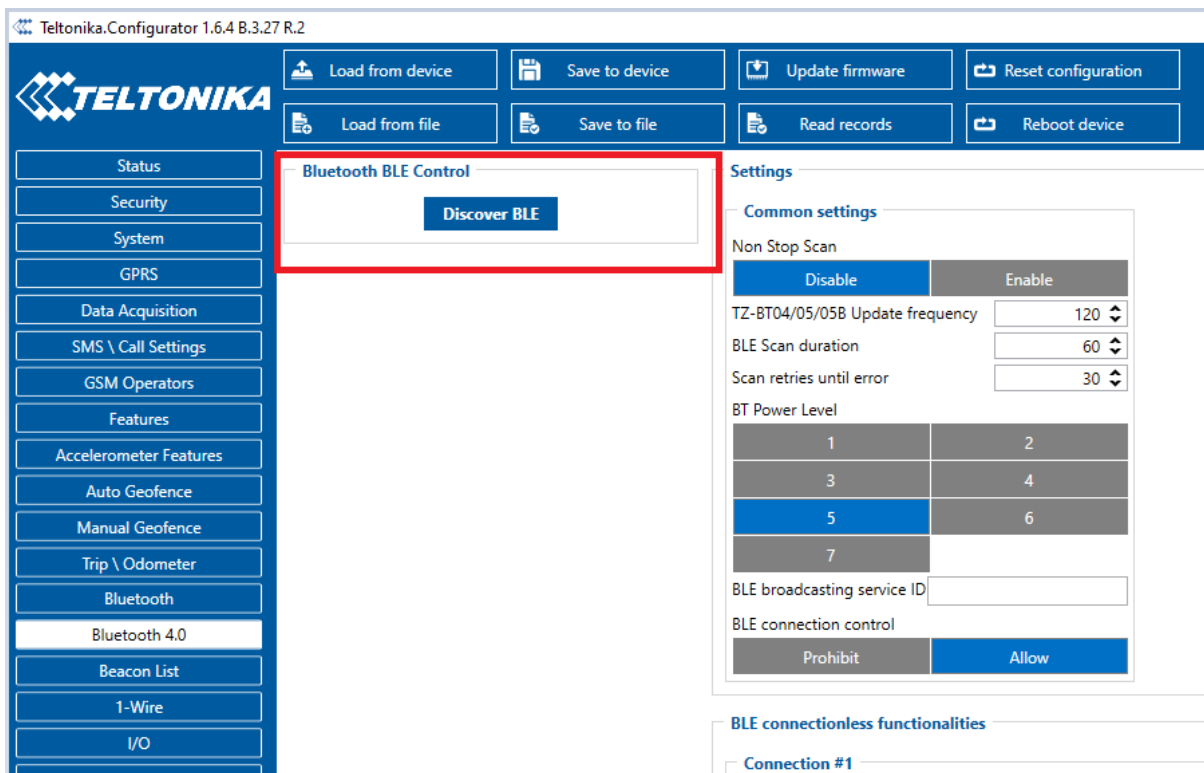 Teltonika.Configurator 1.6.4 B.3.27 R.2
TELTONIKA
Load from device
Save to device
Update firmware
Reset configuration
Load from file
Save to file
Read records
Reboot device
Status
Security
System
GPRS
Data Acquisition
SMS \ Call Settings
GSM Operators
Features
Accelerometer Features
Auto Geofence
Manual Geofence
Trip \ Odometer
Bluetooth
Bluetooth 4.0
Beacon List
1-Wire
I/O
Bluetooth BLE Control
Discover BLE
Settings
Common settings
Non Stop Scan
Disable Enable
TZ-BT04/05/05B Update frequency 120
BLE Scan duration 60
Scan retries until error 30
BT Power Level
1 2
3 4
5 6
7
BLE broadcasting service ID
BLE connection control
Prohibit Allow
BLE connectionless functionalities
Connection #1